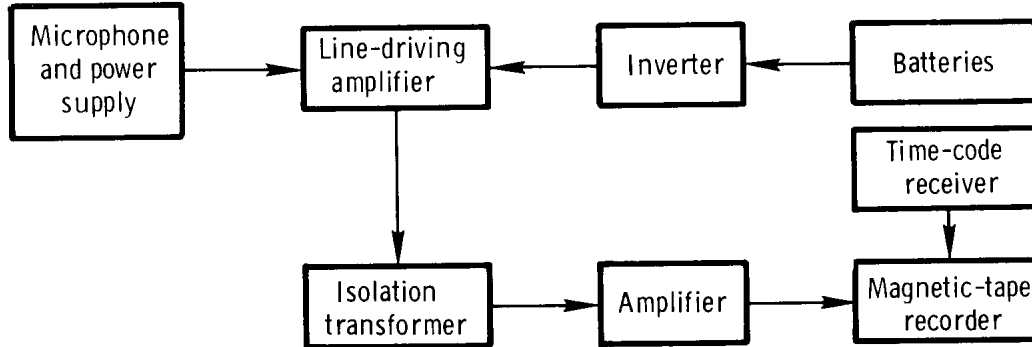 Microphone
and power
supply
Line-driving
amplifier
Inverter
Batteries
Time-code
receiver
Isolation
transformer
Amplifier
Magnetic-tape
recorder